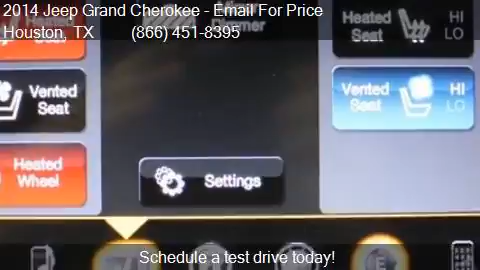 2014 Jeep Grand Cherokee - Email For Price
Houston, TX (866) 451-8395
Dimmer
Heated Seat HI LO
Vented Seat
Vented Seat HI LO
Heated Wheel
Settings
Schedule a test drive today!